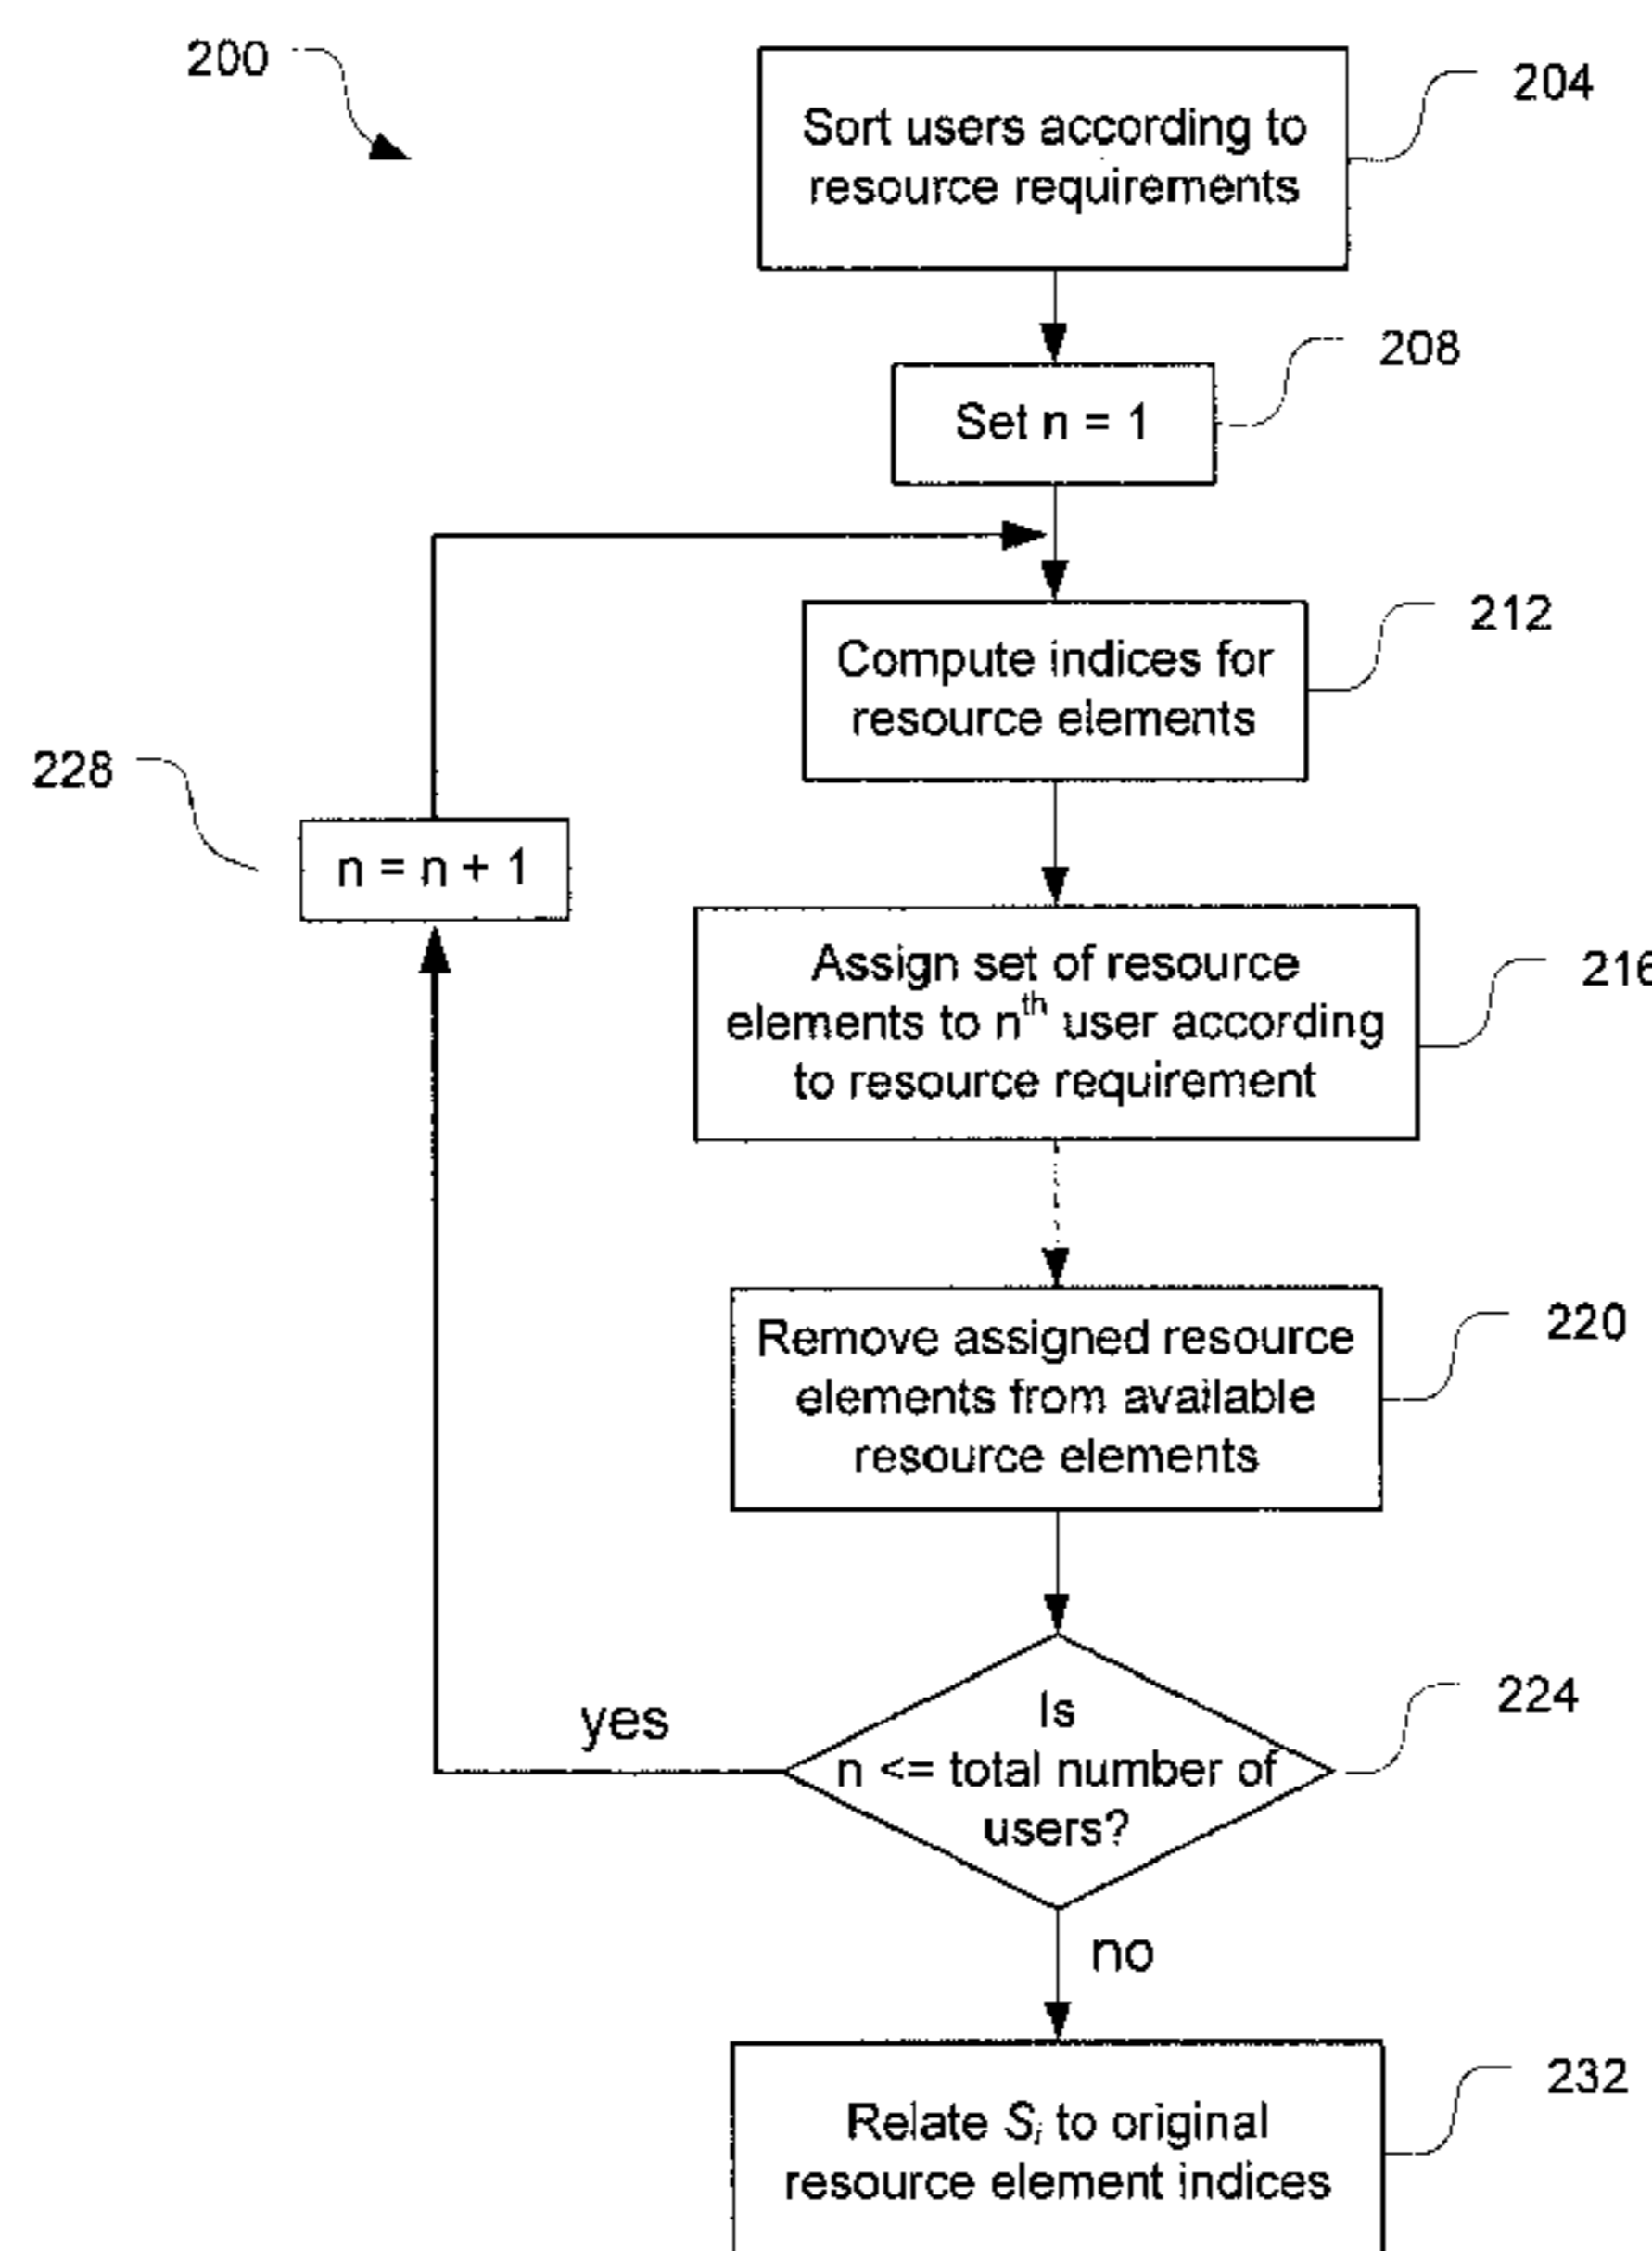 200
204
Sort users according to
resource requirements
208
Set n = 1
212
Compute indices for
resource elements
228
n = n + 1
216
Assign set of resource
elements to nth user according
to resource requirement
220
Remove assigned resource
elements from available
resource elements
224
Is
n <= total number of
users?
yes
no
232
Relate Si to original
resource element indices